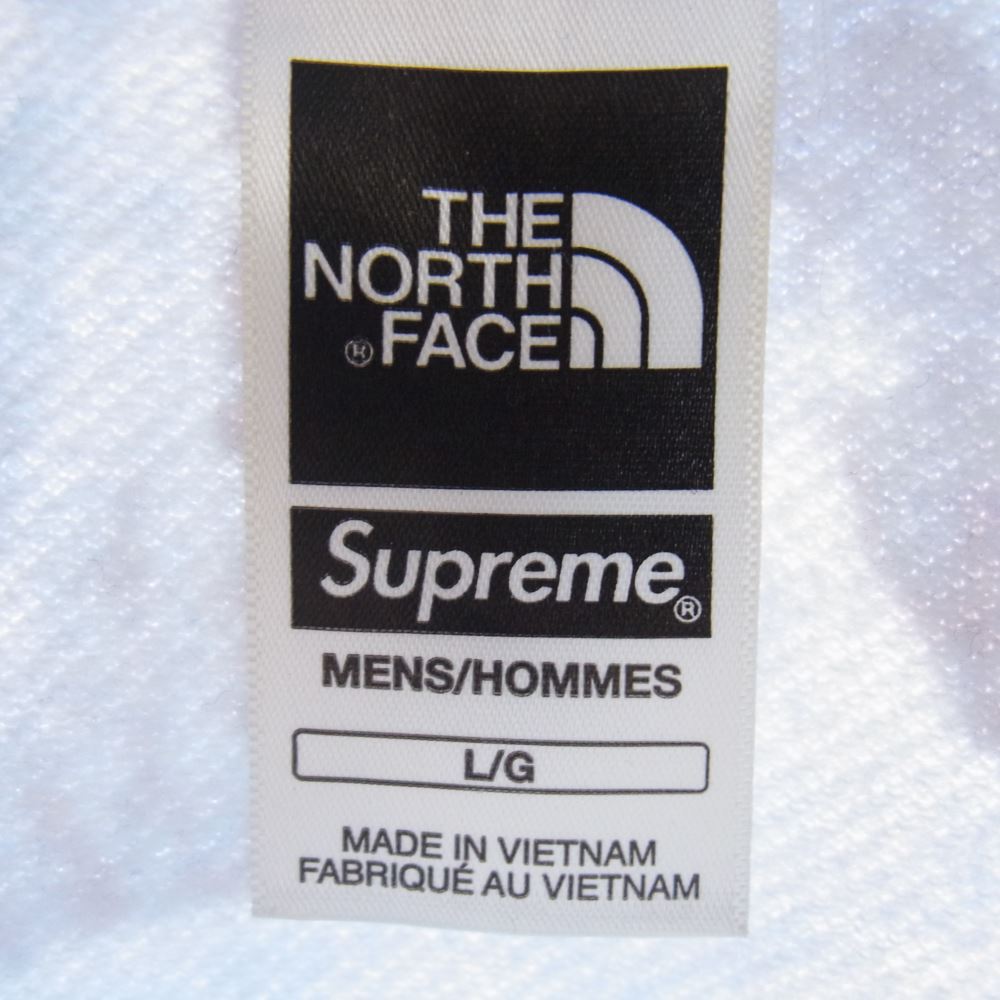 THE
NORTH
® FACE
Supreme®
MENS/HOMMES
L/G
MADE IN VIETNAM
FABRIQUÉ AU VIETNAM